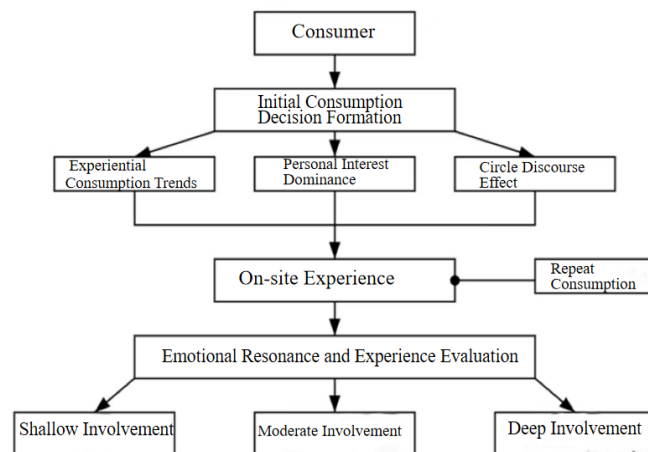 Consumer
Initial Consumption
Decision Formation
Experiential
Consumption Trends
Personal Interest
Dominance
Circle Discourse
Effect
On-site Experience
Repeat
Consumption
Emotional Resonance and Experience Evaluation
Shallow Involvement
Moderate Involvement
Deep Involvement